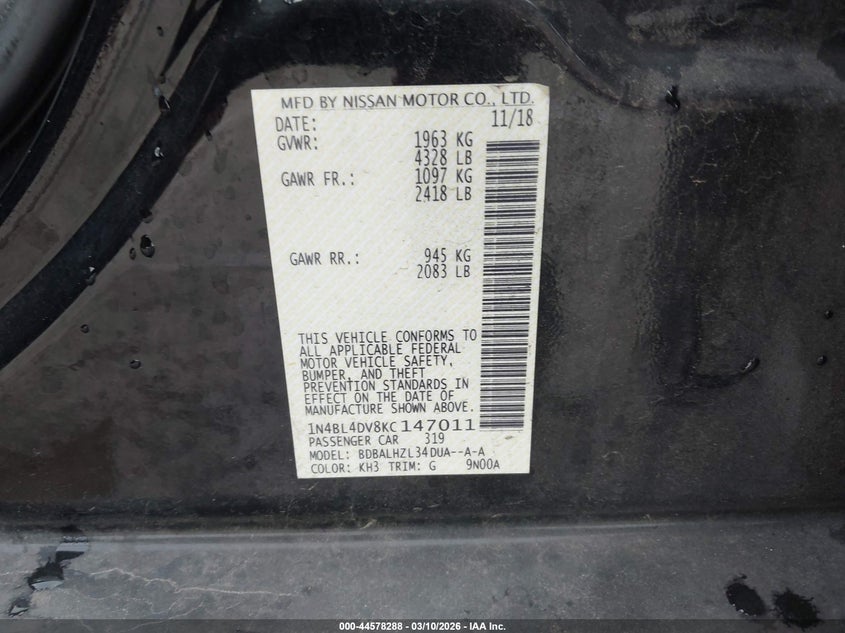 MFD BY NISSAN MOTOR CO., LTD.
DATE: 11/18
GVWR: 1963 KG
4328 LB
GAWR FR.: 1097 KG
2418 LB
GAWR RR.: 945 KG
2083 LB
THIS VEHICLE CONFORMS TO
ALL APPLICABLE FEDERAL
MOTOR VEHICLE SAFETY,
BUMPER, AND THEFT
PREVENTION STANDARDS IN
EFFECT ON THE DATE OF
MANUFACTURE SHOWN ABOVE.
1N4BL4DV8KC147011
PASSENGER CAR 319
MODEL: BDBALHZL34DUA--A-A
COLOR: KH3 TRIM: G 9N00A
000-44578288 - 03/10/2026 - IAA Inc.